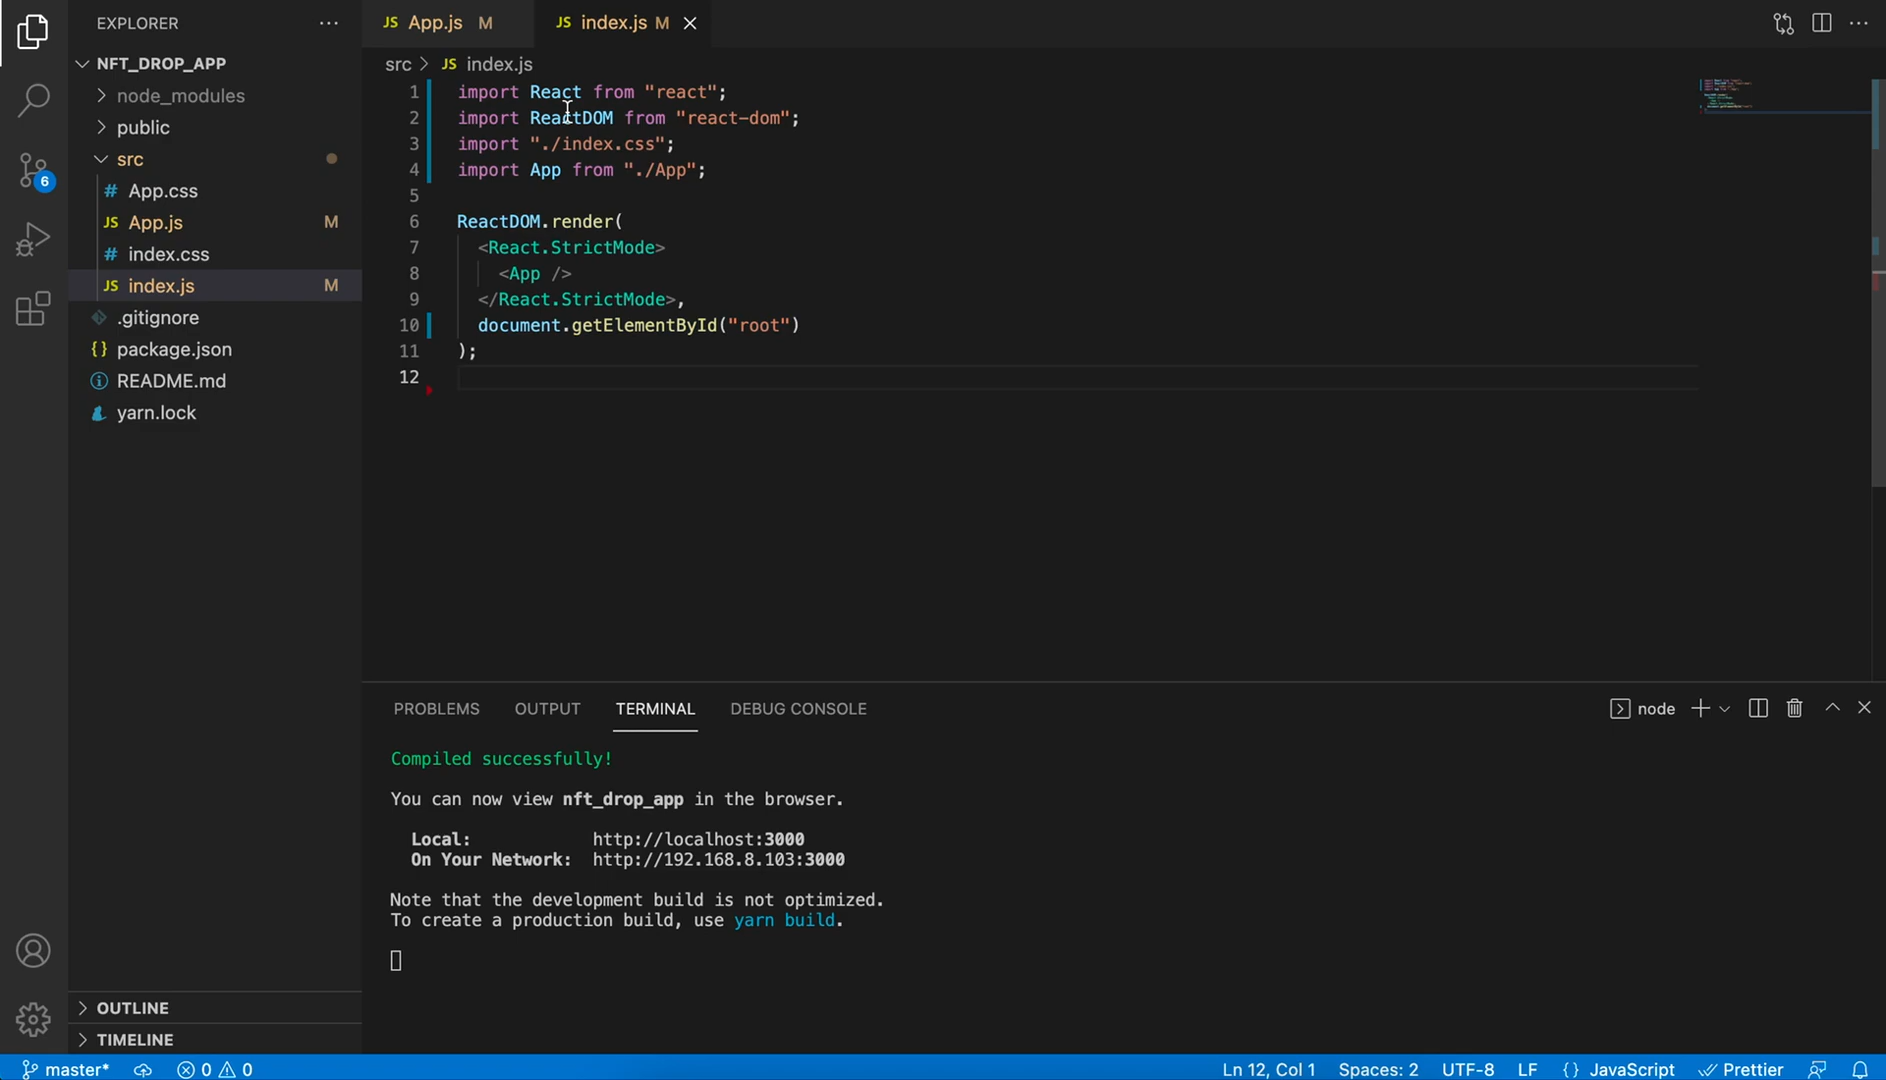 EXPLORER
NFT_DROP_APP
node_modules
public
src
# App.css
JS App.js M
# index.css
JS index.js M
.gitignore
{} package.json
README.md
yarn.lock
OUTLINE
TIMELINE
JS App.js M
JS index.js M
src > JS index.js
1 import React from "react";
2 import ReactDOM from "react-dom";
3 import "./index.css";
4 import App from "./App";
5
6 ReactDOM.render(
7 <React.StrictMode>
8 <App />
9 </React.StrictMode>,
10 document.getElementById("root")
11 );
12
PROBLEMS OUTPUT TERMINAL DEBUG CONSOLE
node
Compiled successfully!
You can now view nft_drop_app in the browser.
Local: http://localhost:3000
On Your Network: http://192.168.8.103:3000
Note that the development build is not optimized.
To create a production build, use yarn build.
6
master* 0 0 Ln 12, Col 1 Spaces: 2 UTF-8 LF {} JavaScript Prettier